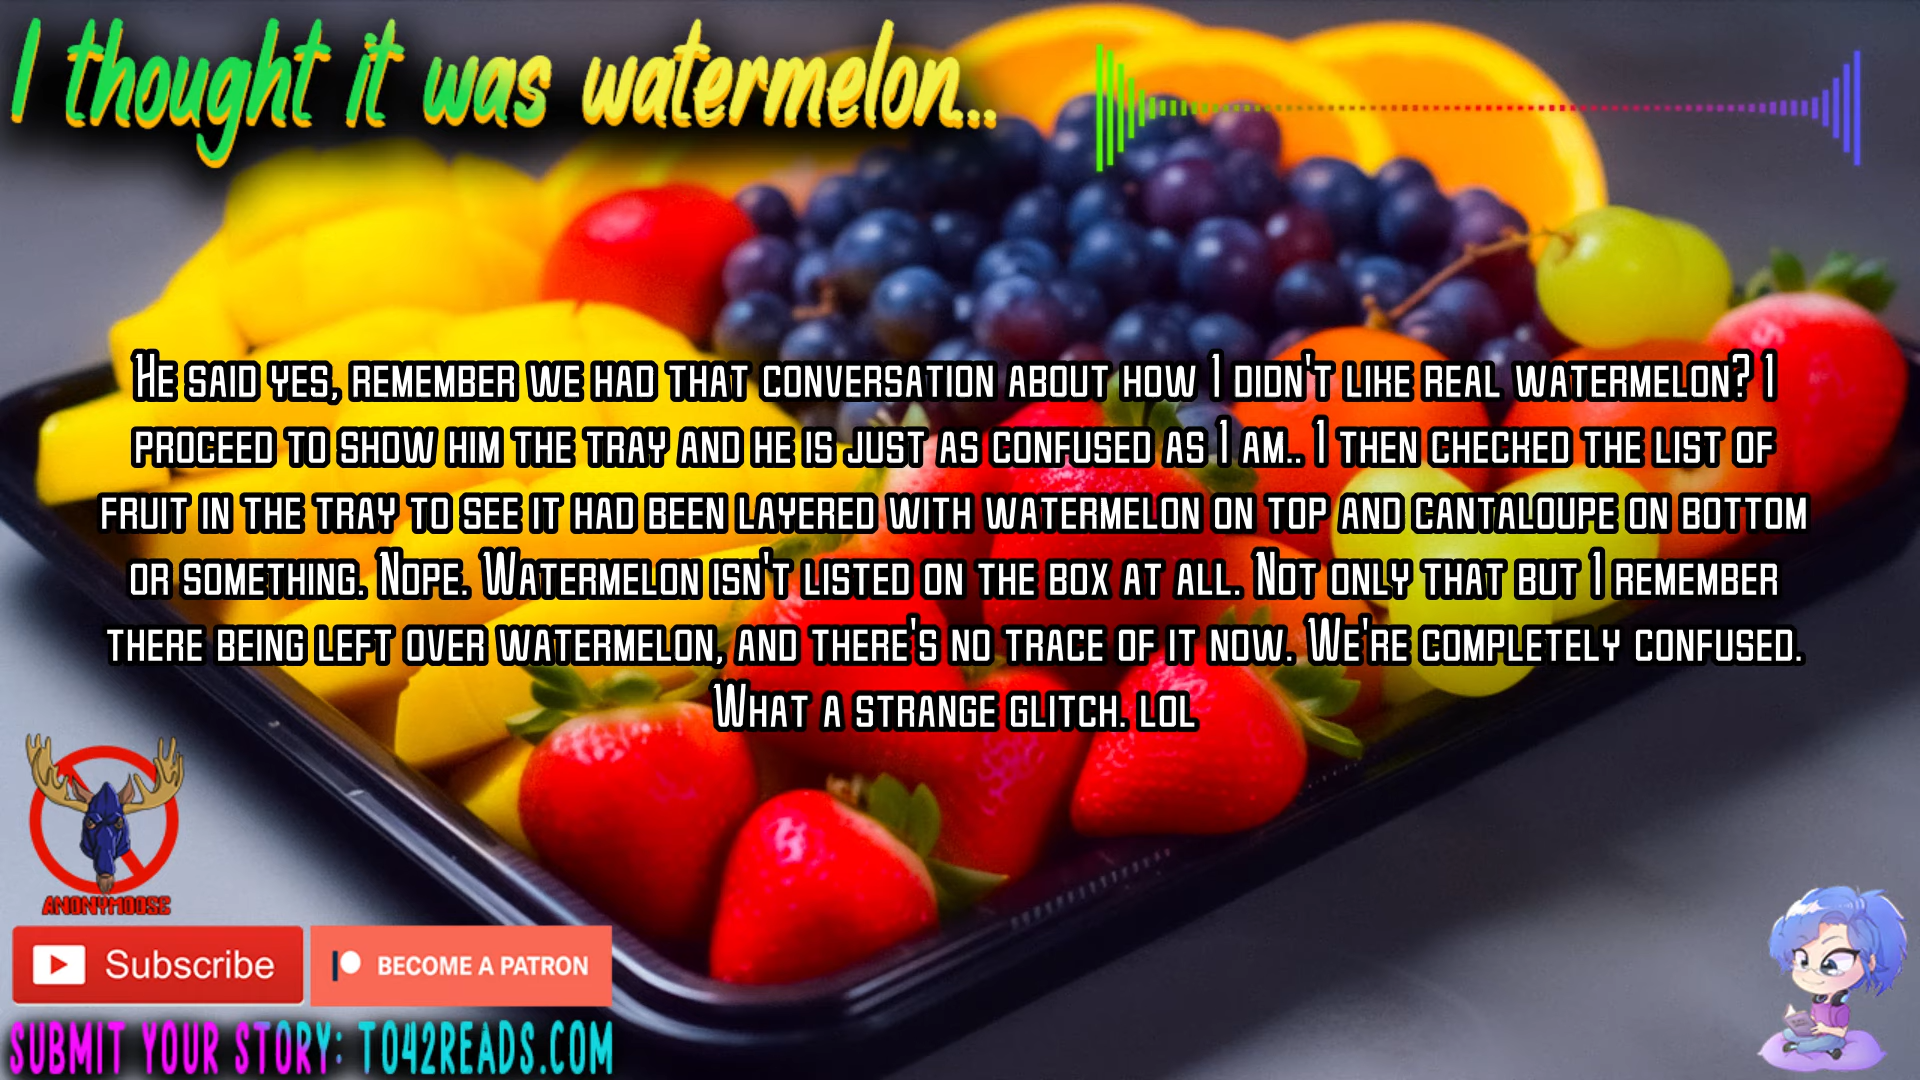 I thought it was watermelon...
He said yes, remember we had that conversation about how I didn't like real watermelon? I
proceed to show him the tray and he is just as confused as I am.. I then checked the list of
fruit in the tray to see it had been layered with watermelon on top and cantaloupe on bottom
or something. Nope. Watermelon isn't listed on the box at all. Not only that but I remember
there being left over watermelon, and there's no trace of it now. We're completely confused.
What a strange glitch. lol
ANONYMOOSE
Subscribe
BECOME A PATRON
SUBMIT YOUR STORY: TO42READS.COM